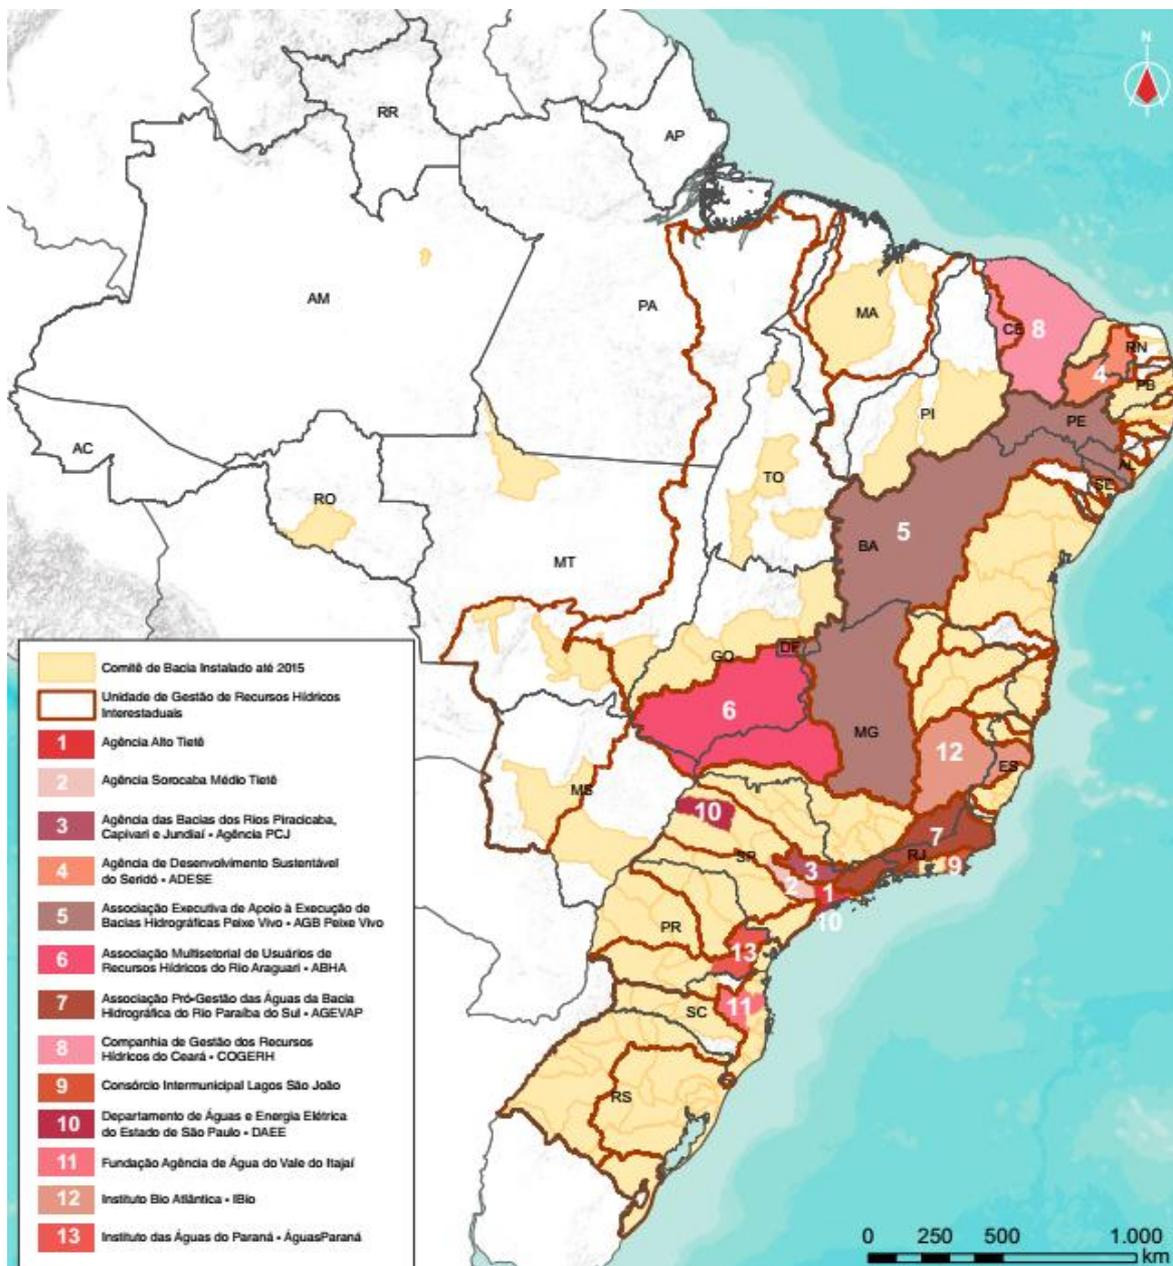 N
RR
AP
AM
PA
MA
CE
8
RN
4
PB
PI
PE
AC
AL
SE
TO
RO
5
BA
MT
GO
DF
6
MG
12
ES
MS
10
7
SP
RJ
9
3
2
1
10
PR
13
SC
11
RS
Comitê de Bacia Instalado até 2015
Unidade de Gestão de Recursos Hídricos
Interestaduais
1 Agência Alto Tietê
2 Agência Sorocaba Médio Tietê
3 Agência das Bacias dos Rios Piracicaba,
Capivari e Jundiaí - Agência PCJ
4 Agência de Desenvolvimento Sustentável
do Seridó - ADESE
5 Associação Executiva de Apoio à Execução de
Bacias Hidrográficas Peixe Vivo - AGB Peixe Vivo
6 Associação Multisetorial de Usuários de
Recursos Hídricos do Rio Araguari - ABHA
7 Associação Pró-Gestão das Águas da Bacia
Hidrográfica do Rio Paraíba do Sul - AGEVAP
8 Companhia de Gestão dos Recursos
Hídricos do Ceará - COGERH
9 Consórcio Intermunicipal Lagos São João
10 Departamento de Águas e Energia Elétrica
do Estado de São Paulo - DAEE
11 Fundação Agência de Água do Vale do Itajaí
12 Instituto Bio Atlântica - IBio
13 Instituto das Águas do Paraná - ÁguasParaná
0 250 500 1.000
km